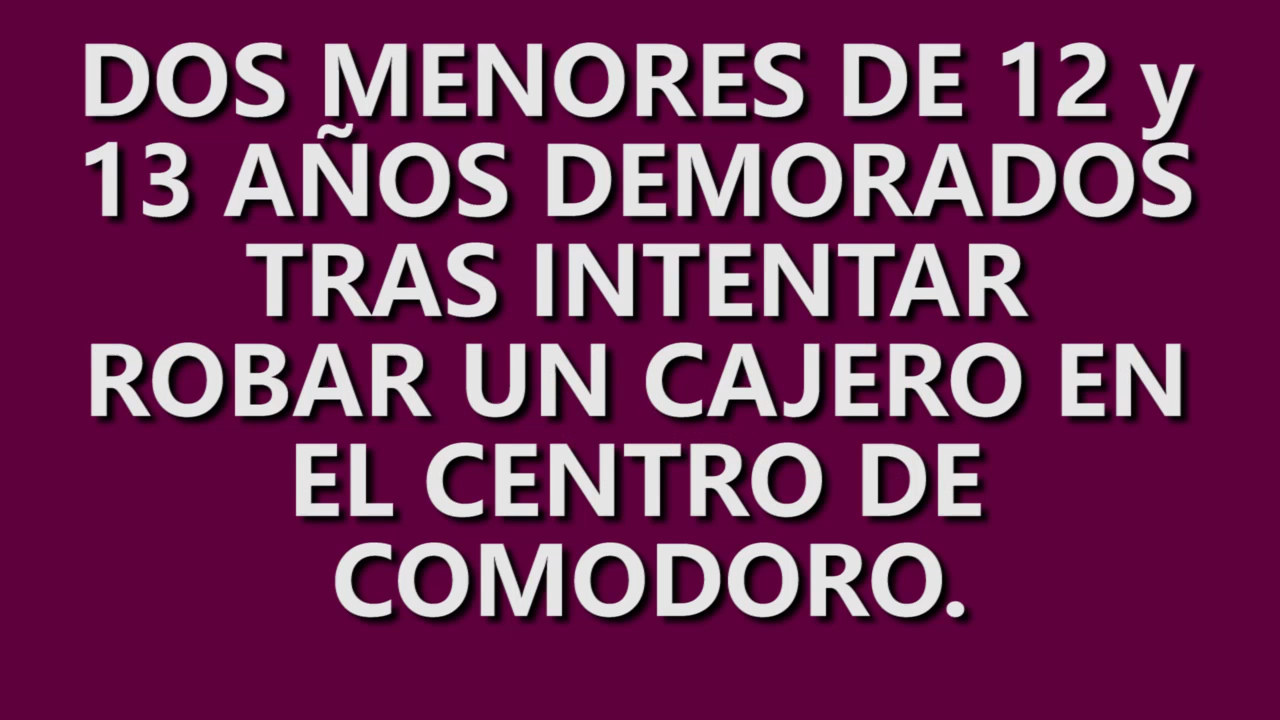 DOS MENORES DE 12 y
13 AÑOS DEMORADOS
TRAS INTENTAR
ROBAR UN CAJERO EN
EL CENTRO DE
COMODORO.